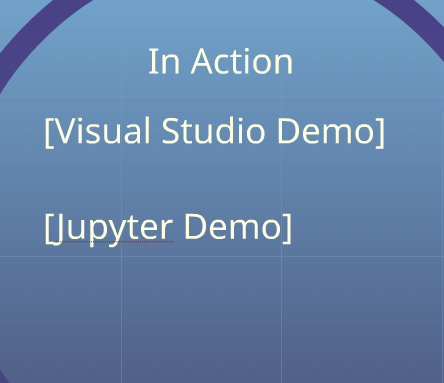 In Action
[Visual Studio Demo]
[Jupyter Demo]